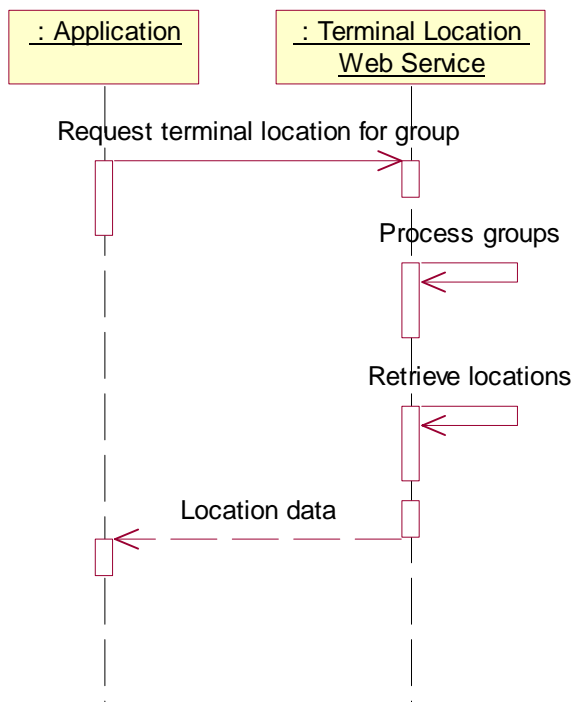 : Application
: Terminal Location
Web Service
Request terminal location for group
Process groups
Retrieve locations
Location data